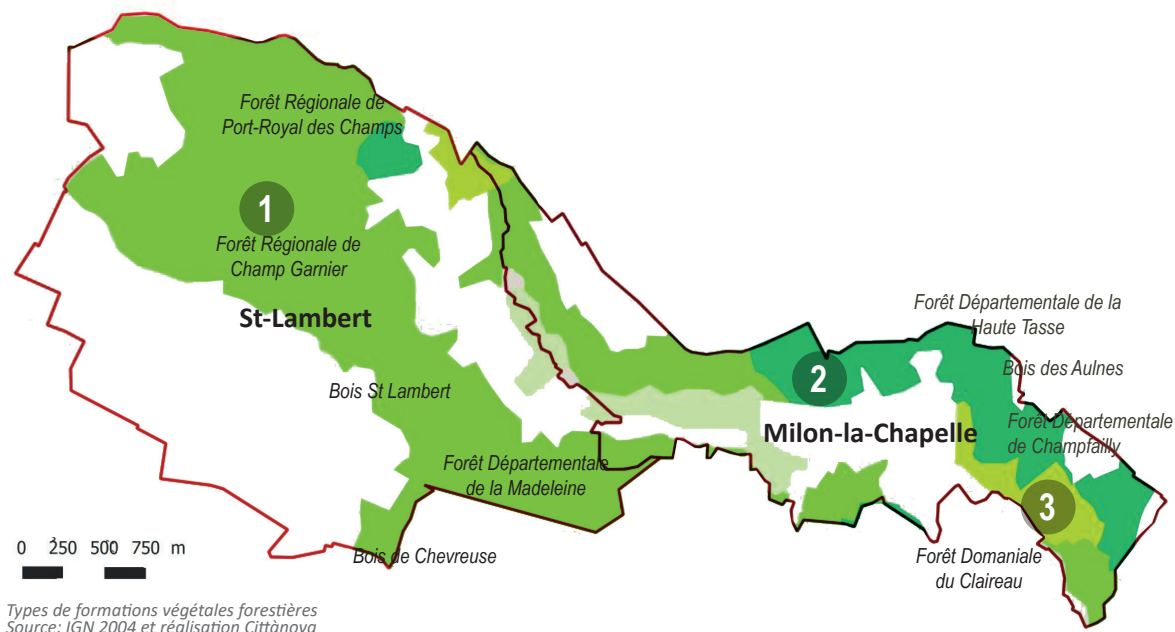 Forêt Régionale de
Port-Royal des Champs
1
Forêt Régionale de
Champ Garnier
St-Lambert
Forêt Départementale de la
Haute Tasse
2
Bois des Aulnes
Bois St Lambert
Milon-la-Chapelle
Forêt Départementale
de Champfailly
Forêt Départementale
de la Madeleine
3
Bois de Chevreuse
Forêt Domaniale
du Claireau
0 250 500 750 m
Types de formations végétales forestières
Source: IGN 2004 et réalisation Cittànova